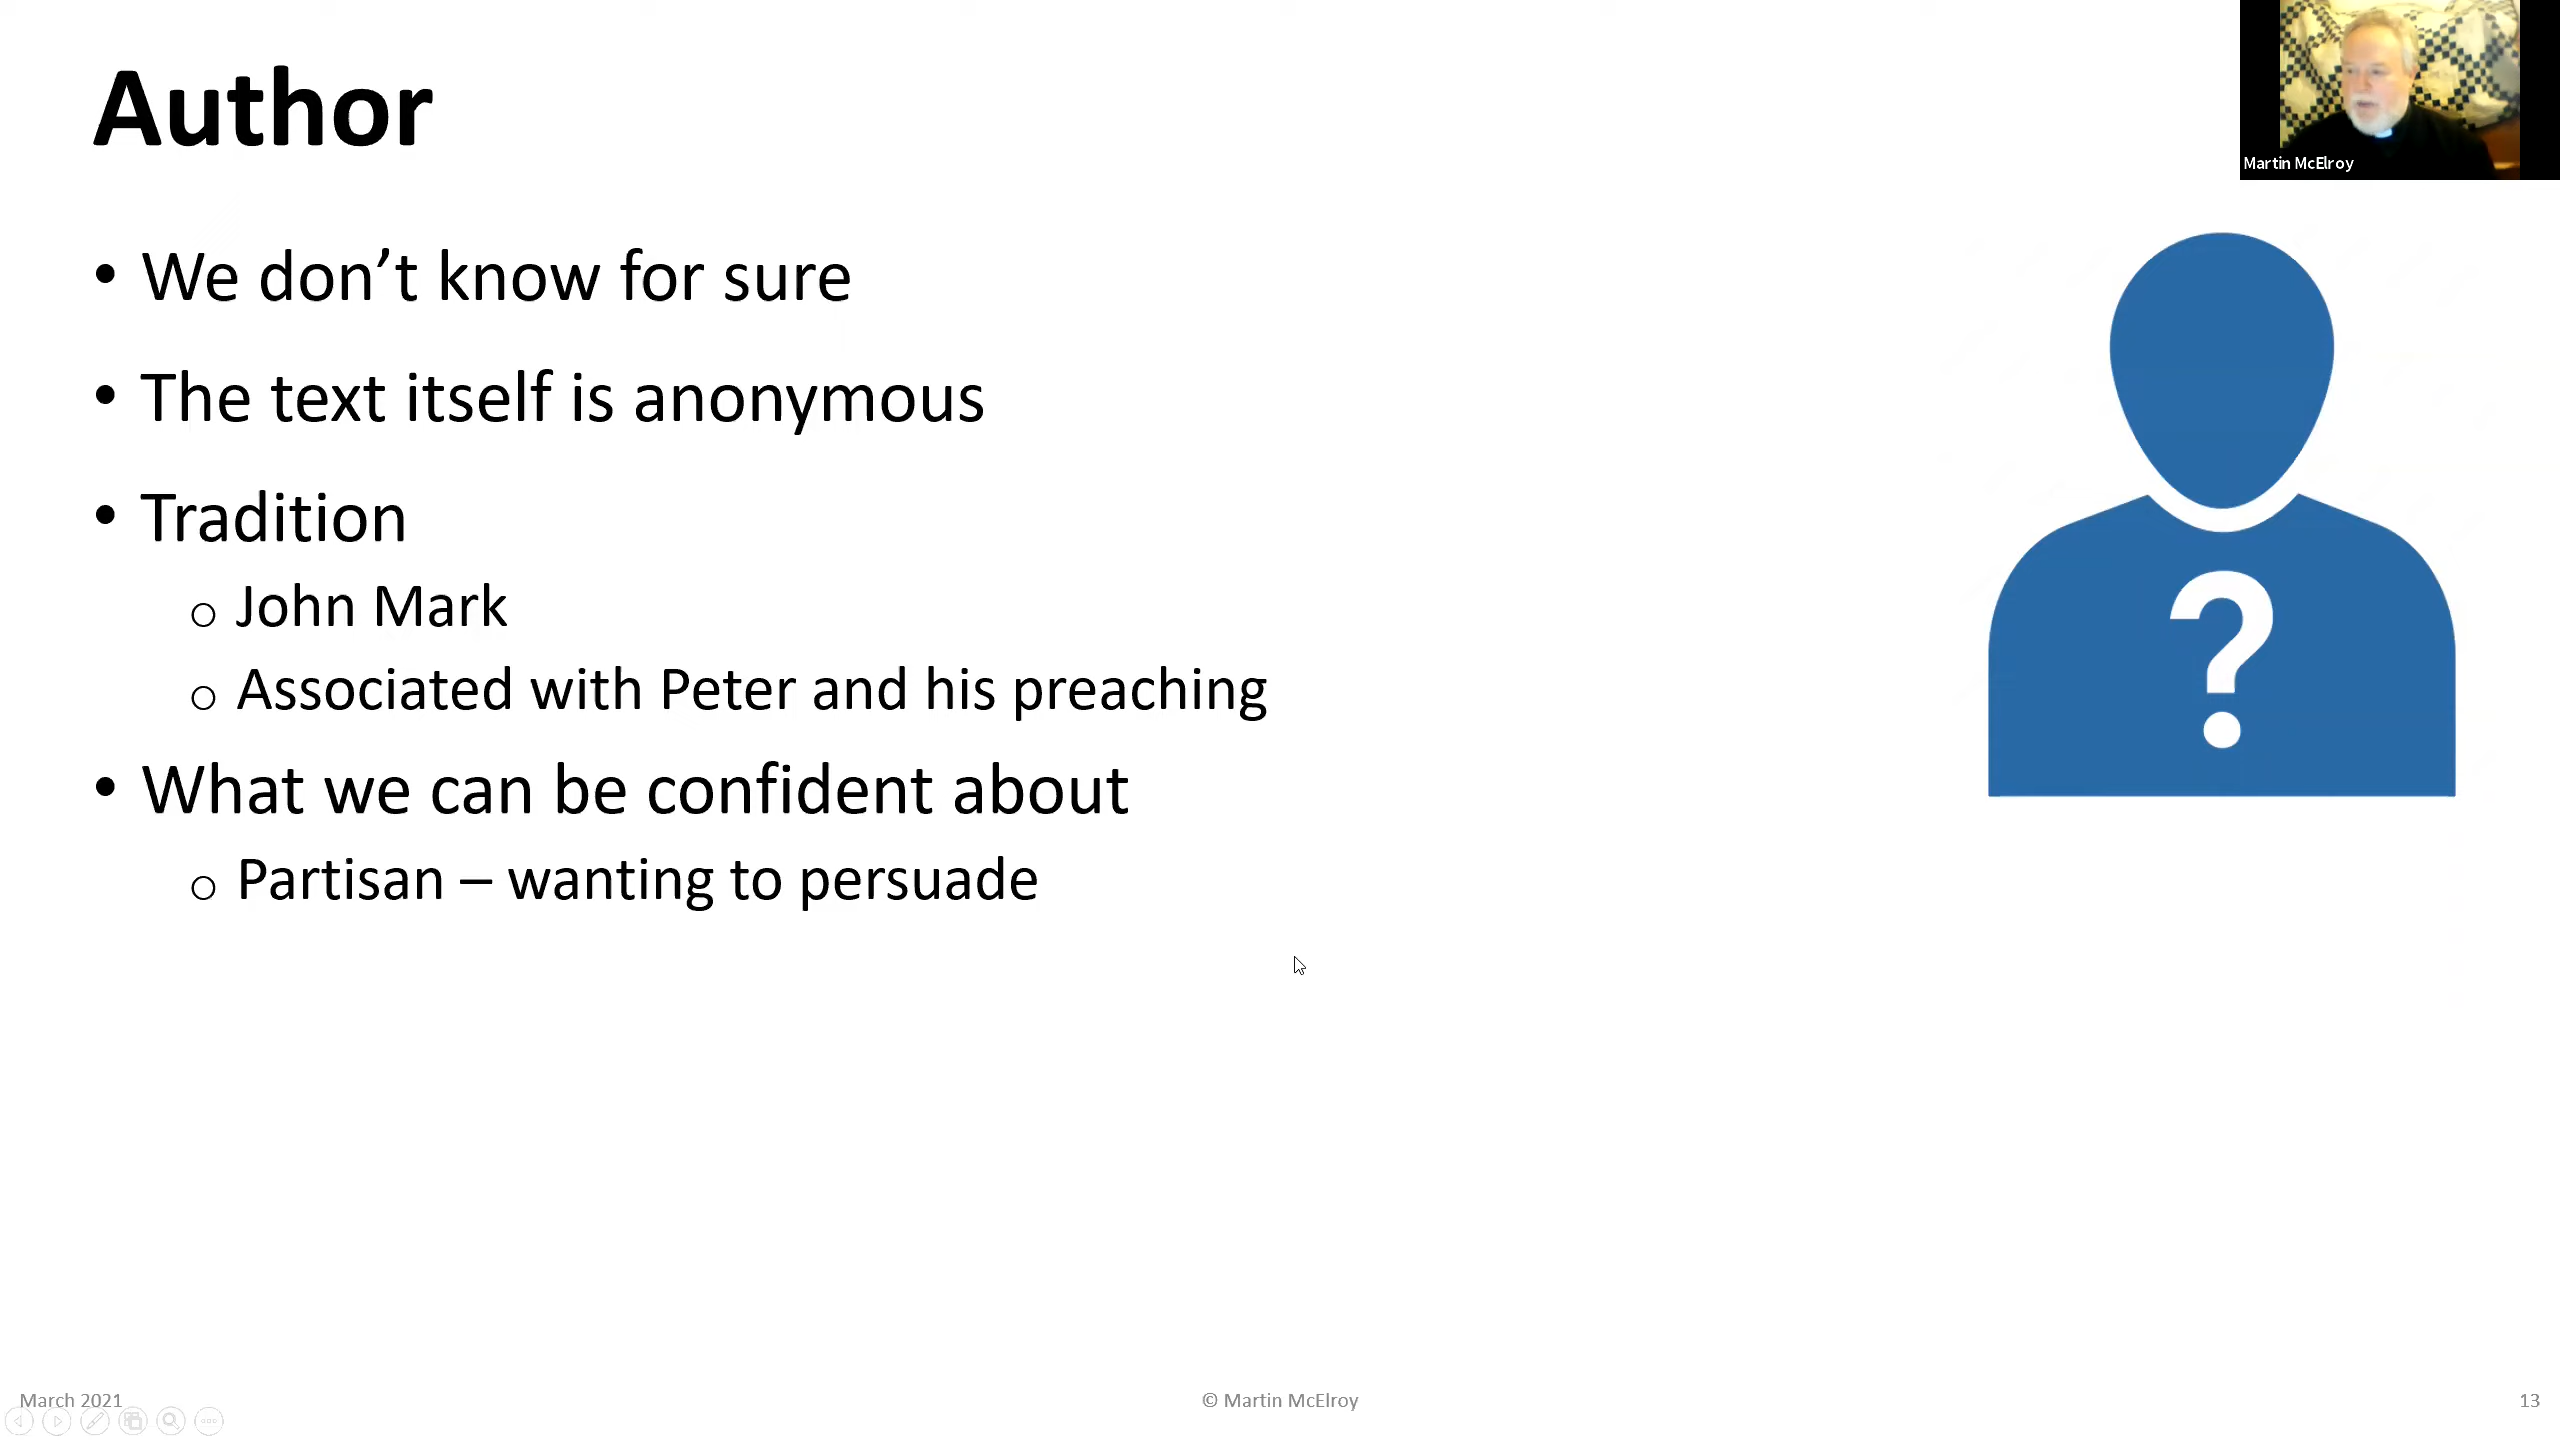 Author
Martin McElroy
• We don’t know for sure
• The text itself is anonymous
• Tradition
o John Mark
o Associated with Peter and his preaching
• What we can be confident about
o Partisan – wanting to persuade
?
March 2021
© Martin McElroy
13